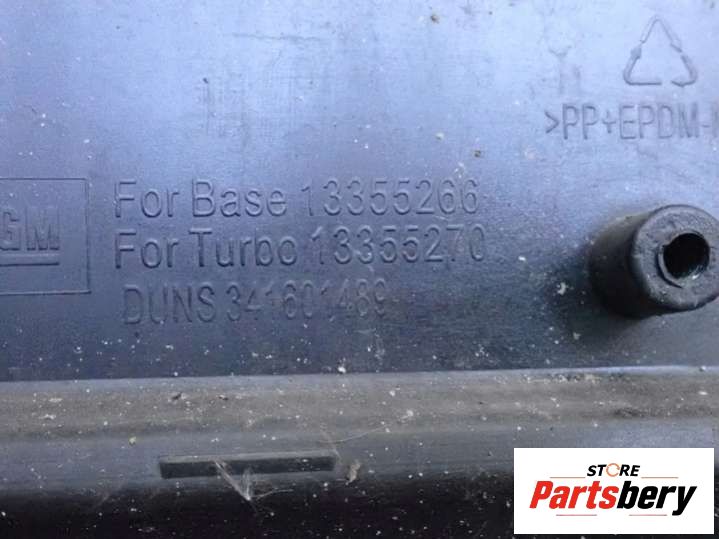 >PP+EPDM-
GM
For Base 13355266
For Turbo 13355270
DUNS 341601489
STORE
Partsbery